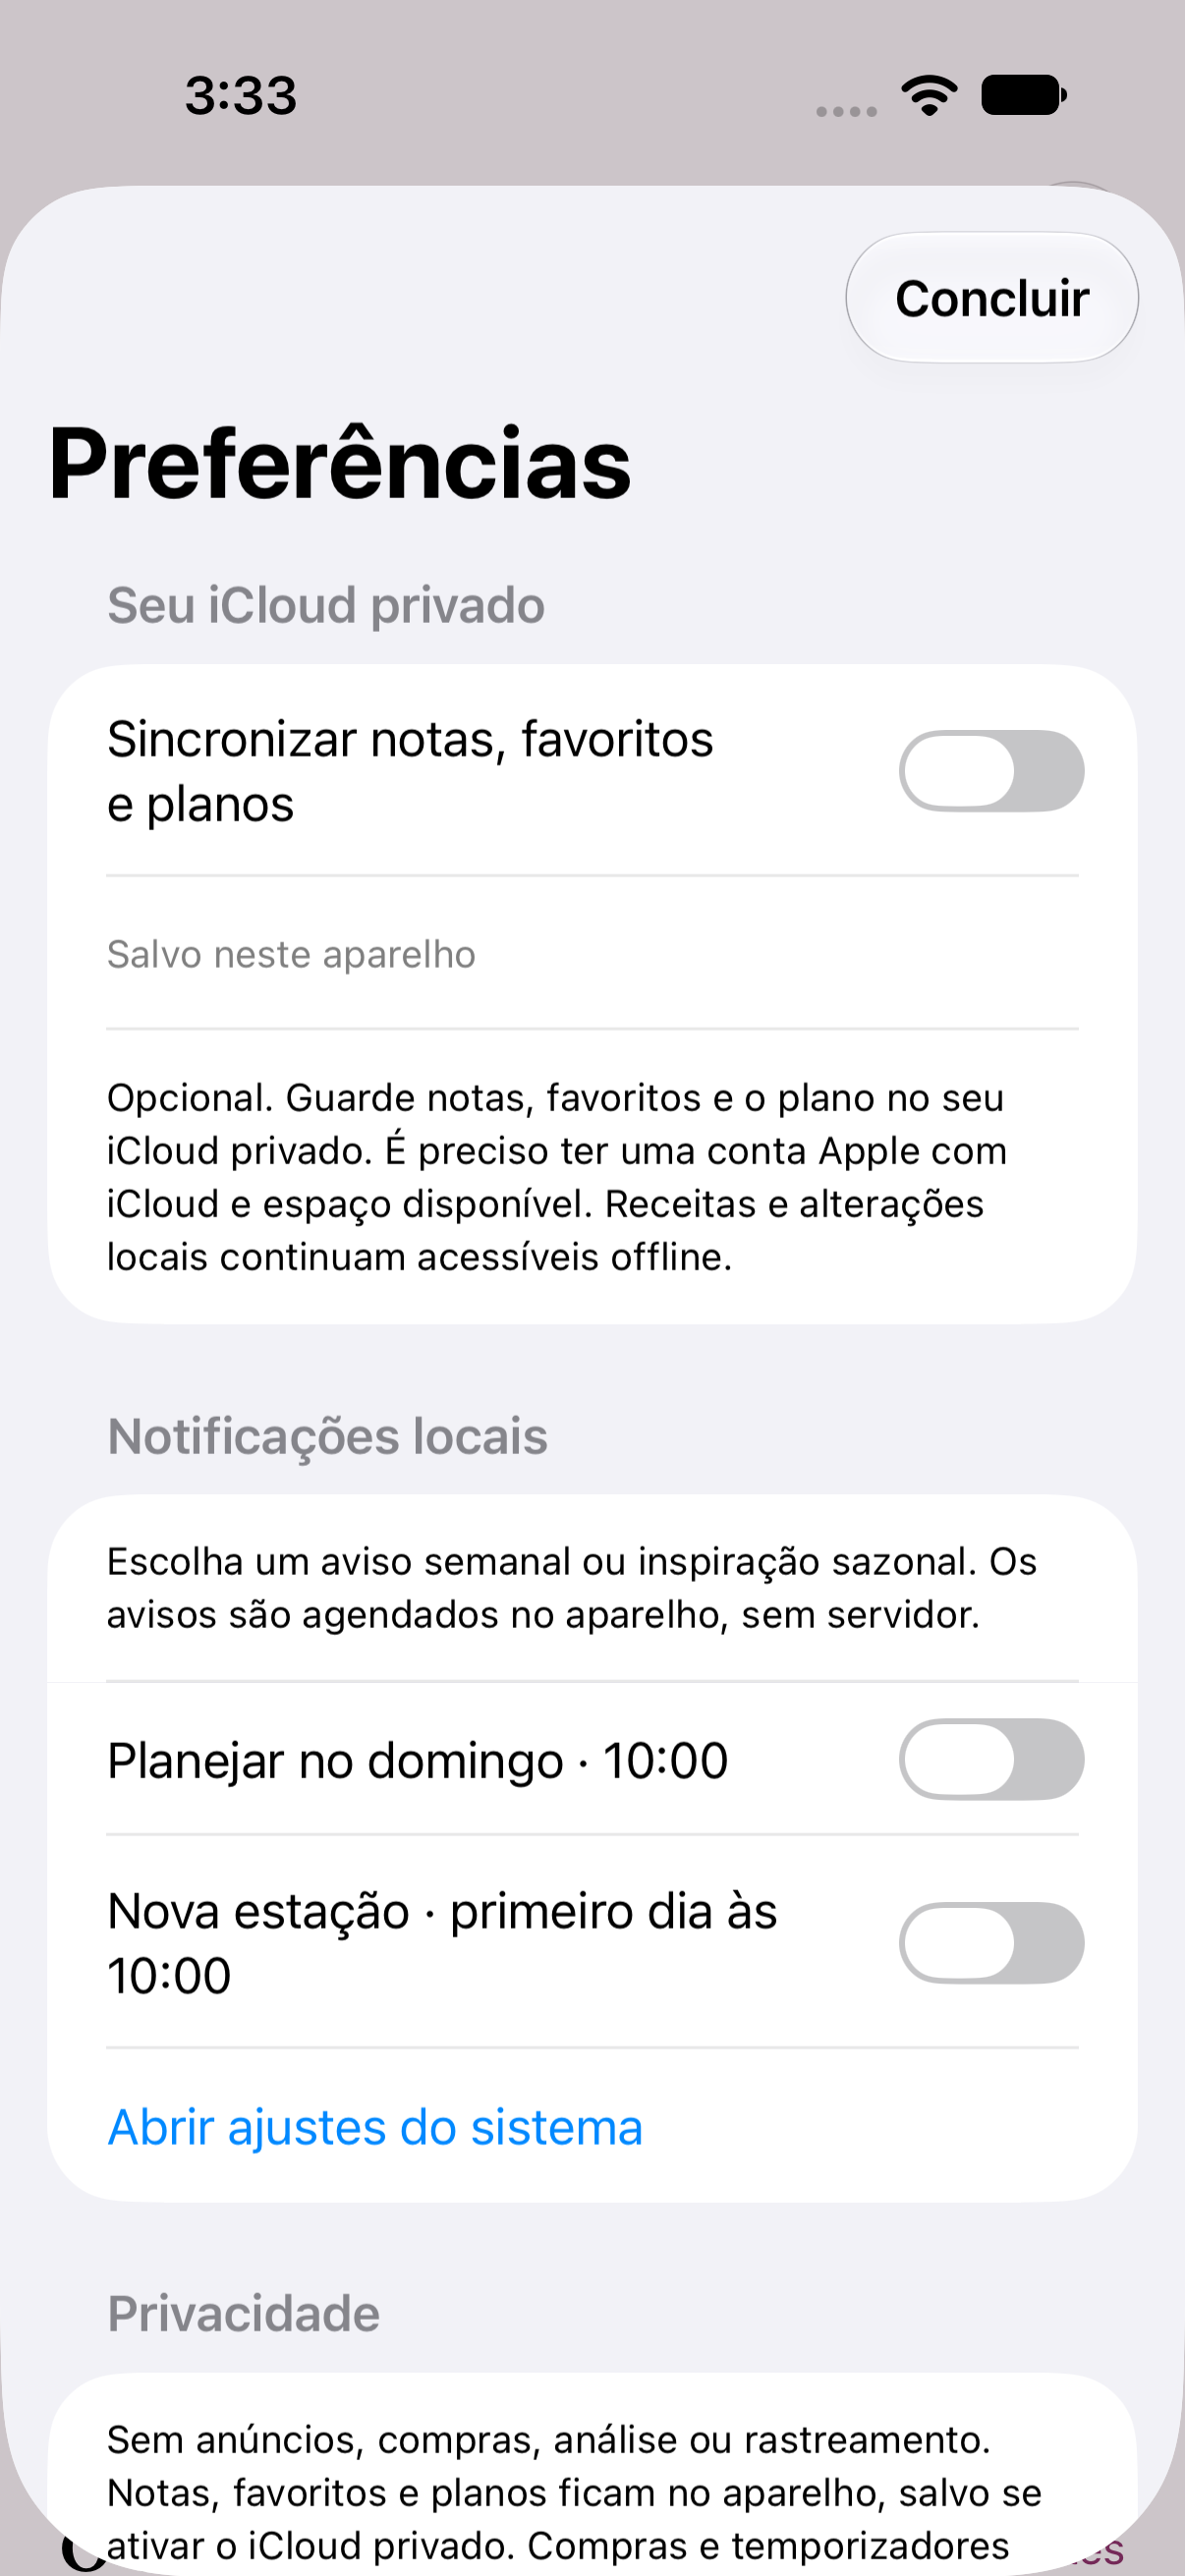 3:33
Concluir
Preferências
Seu iCloud privado
Sincronizar notas, favoritos
e planos
Salvo neste aparelho
Opcional. Guarde notas, favoritos e o plano no seu
iCloud privado. É preciso ter uma conta Apple com
iCloud e espaço disponível. Receitas e alterações
locais continuam acessíveis offline.
Notificações locais
Escolha um aviso semanal ou inspiração sazonal. Os
avisos são agendados no aparelho, sem servidor.
Planejar no domingo · 10:00
Nova estação · primeiro dia às
10:00
Abrir ajustes do sistema
Privacidade
Sem anúncios, compras, análise ou rastreamento.
Notas, favoritos e planos ficam no aparelho, salvo se
ativar o iCloud privado. Compras e temporizadores